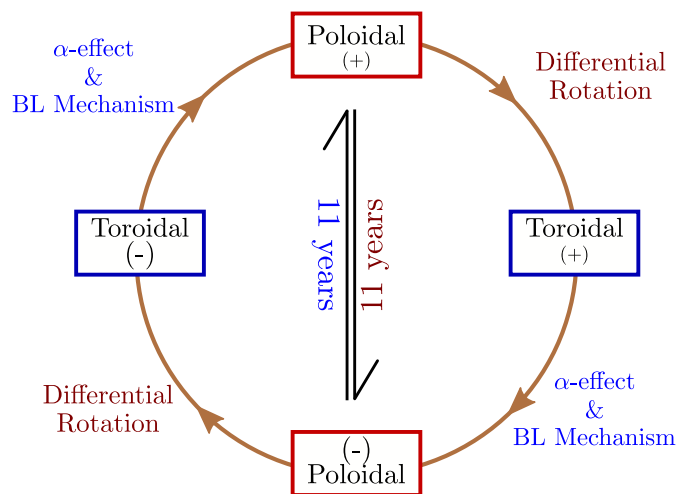 Poloidal
(+)
α-effect
&
BL Mechanism
Differential
Rotation
Toroidal
(-)
11 years
11 years
Toroidal
(+)
Differential
Rotation
α-effect
&
BL Mechanism
(-)
Poloidal